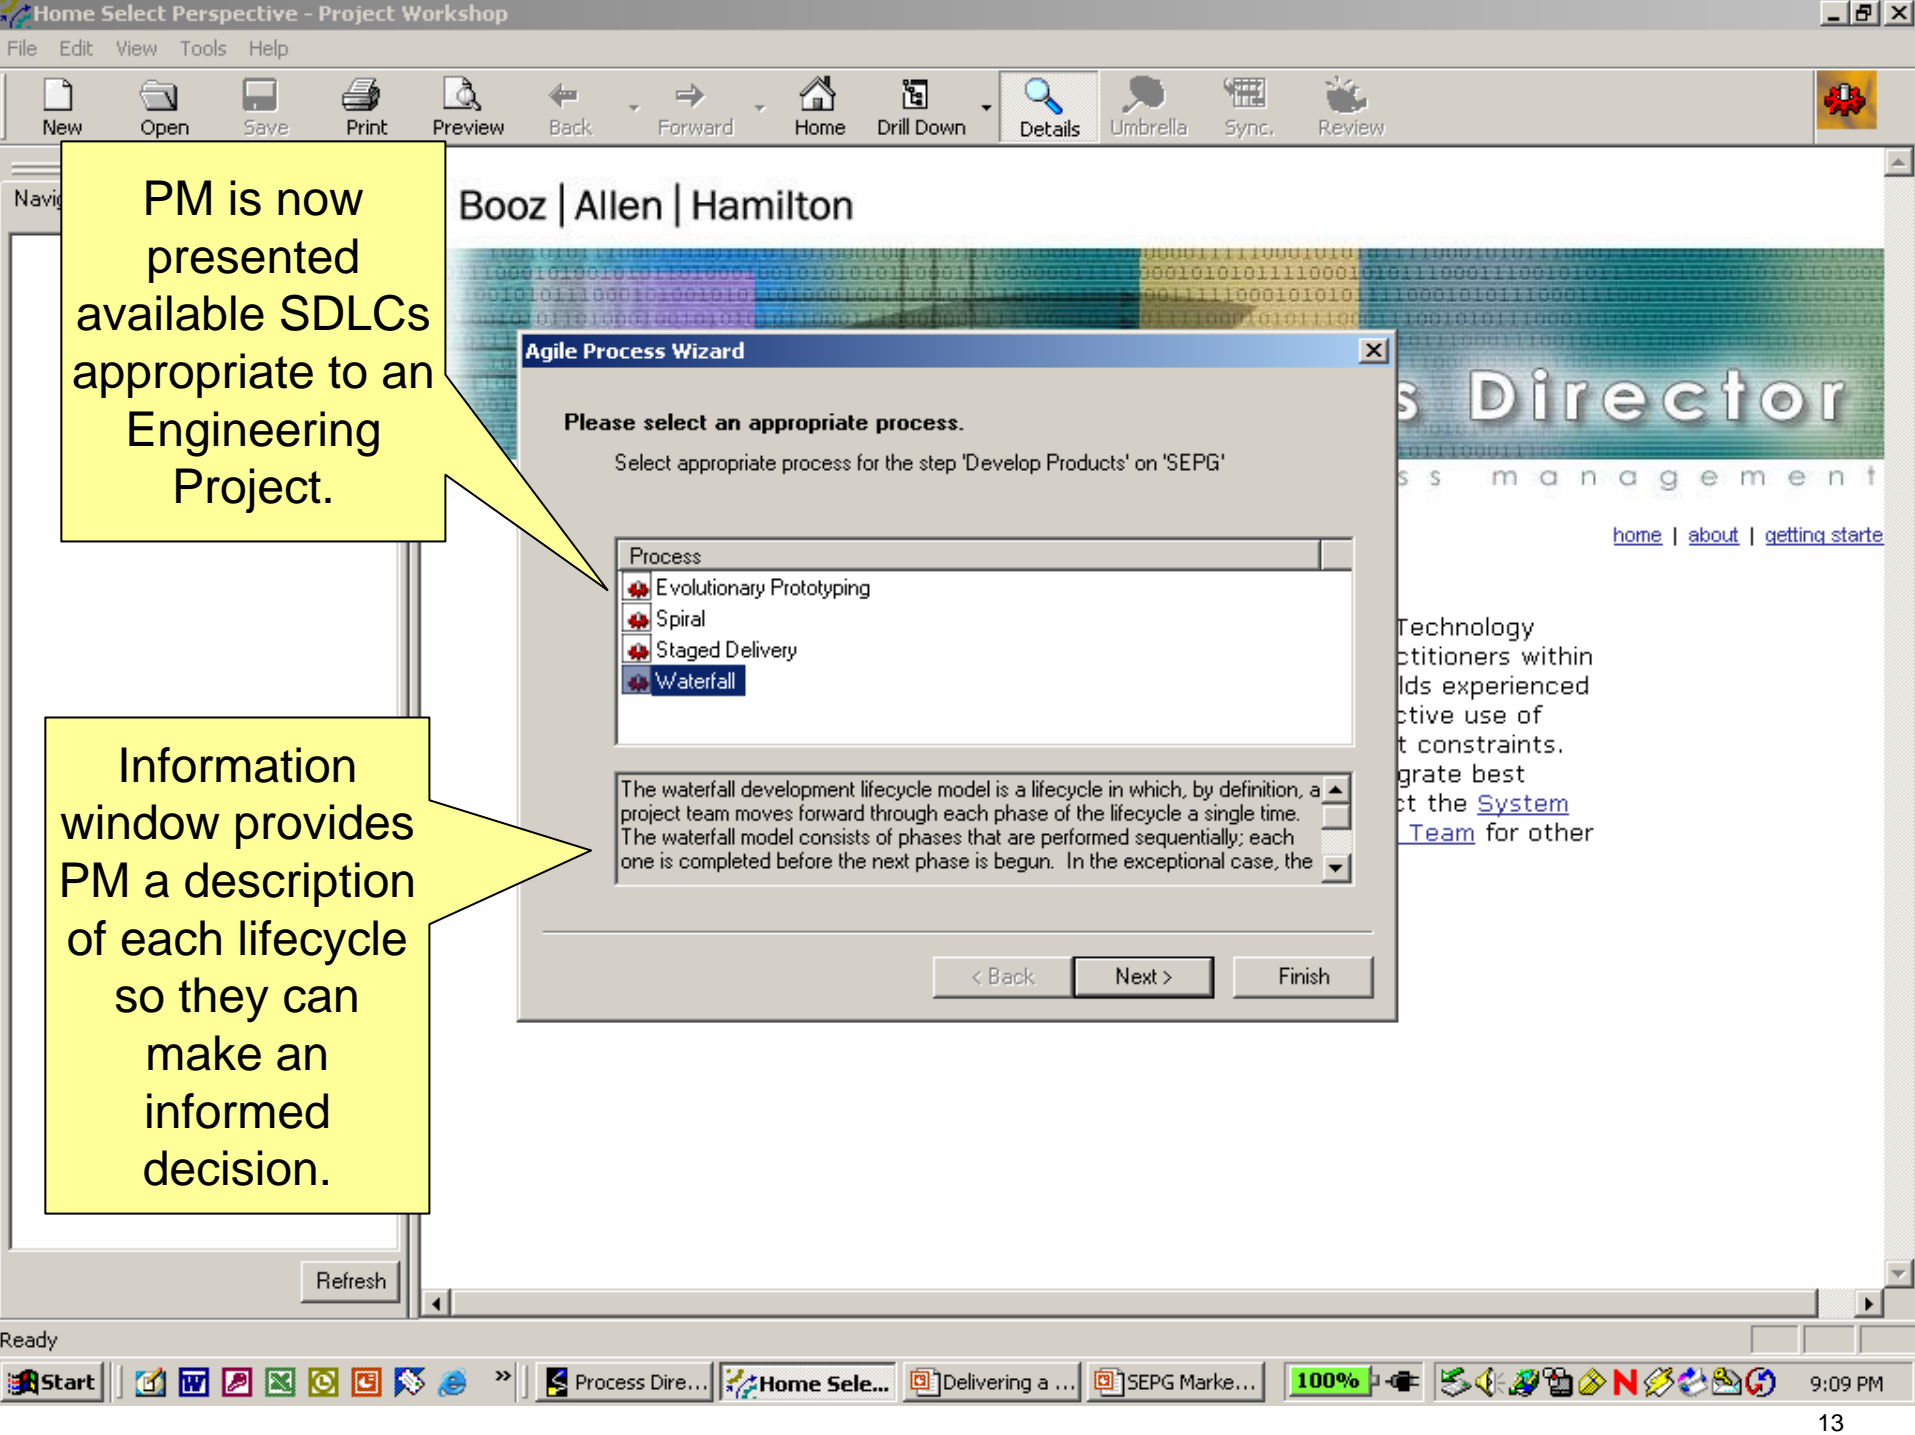 Home Select Perspective - Project Workshop
File Edit View Tools Help
New Open Save Print Preview Back Forward Home Drill Down Details Umbrella Sync. Review
PM is now
presented
available SDLCs
appropriate to an
Engineering
Project.
Booz | Allen | Hamilton
s Director
ss management
home | about | getting starte
Agile Process Wizard
Please select an appropriate process.
Select appropriate process for the step 'Develop Products' on 'SEPG'
Process
Evolutionary Prototyping
Spiral
Staged Delivery
Waterfall
The waterfall development lifecycle model is a lifecycle in which, by definition, a
project team moves forward through each phase of the lifecycle a single time.
The waterfall model consists of phases that are performed sequentially; each
one is completed before the next phase is begun. In the exceptional case, the
< Back Next > Finish
Technology
ctitioners within
lds experienced
ctive use of
t constraints.
grate best
ct the System
Team for other
Information
window provides
PM a description
of each lifecycle
so they can
make an
informed
decision.
Refresh
Ready
Start » Process Dire... Home Sele... Delivering a ... SEPG Marke... 100% 9:09 PM
13